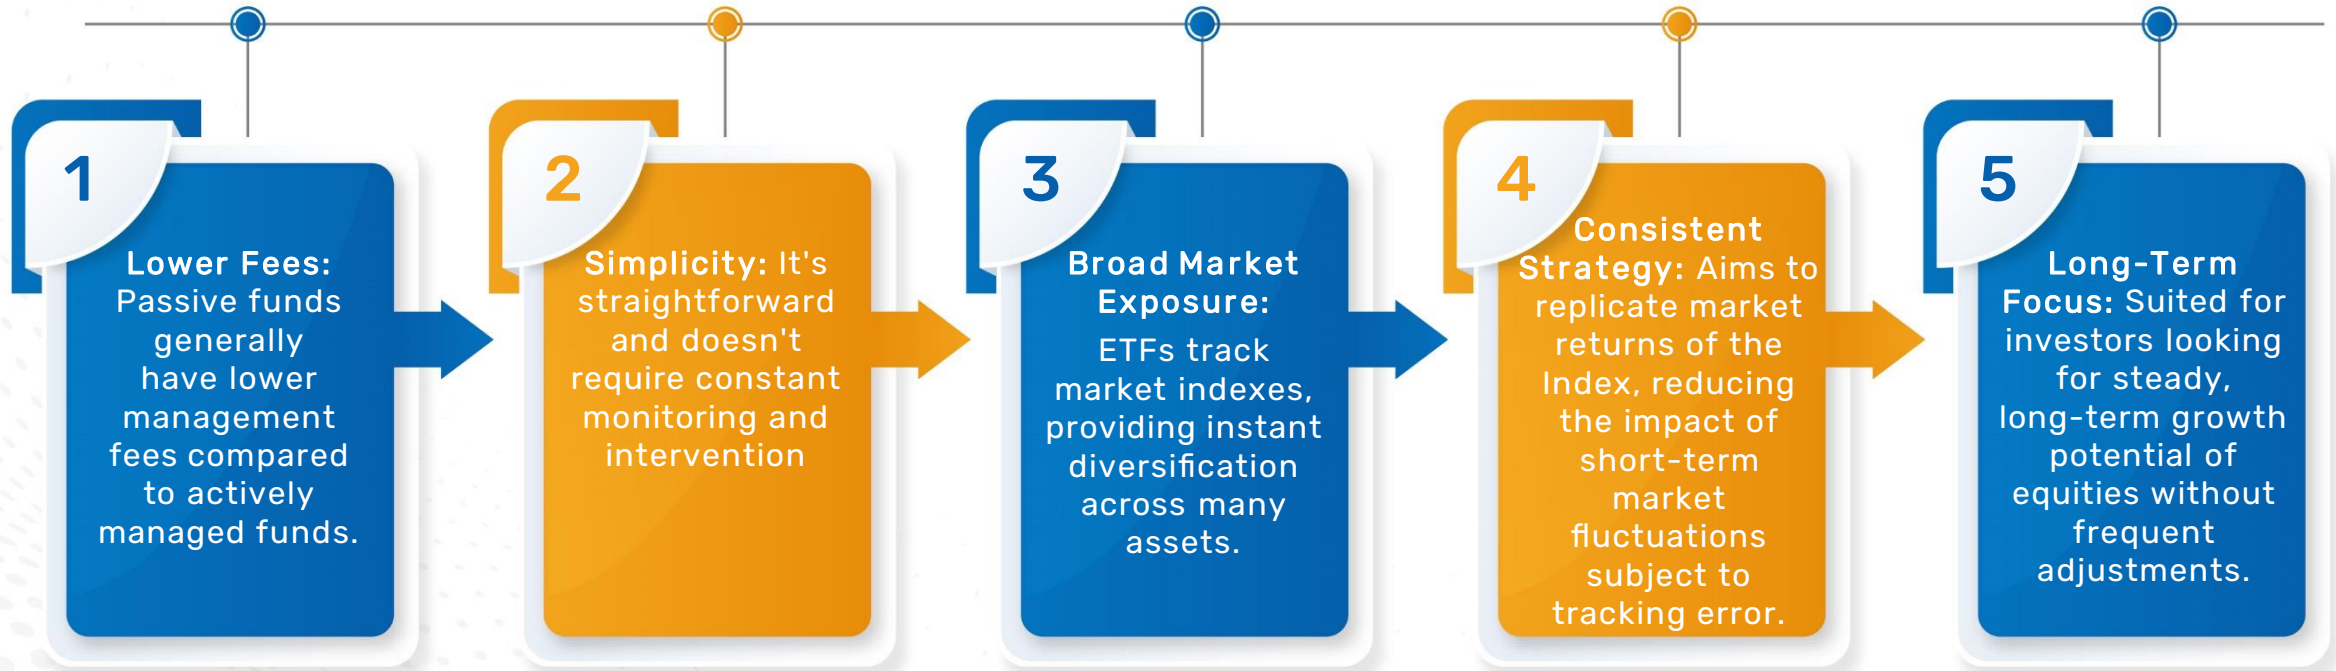 1
Lower Fees:
Passive funds
generally
have lower
management
fees compared
to actively
managed funds.
2
Simplicity: It's
straightforward
and doesn't
require constant
monitoring and
intervention
3
Broad Market
Exposure:
ETFs track
market indexes,
providing instant
diversification
across many
assets.
4
Consistent
Strategy: Aims to
replicate market
returns of the
Index, reducing
the impact of
short-term
market
fluctuations
subject to
tracking error.
5
Long-Term
Focus: Suited for
investors looking
for steady,
long-term growth
potential of
equities without
frequent
adjustments.